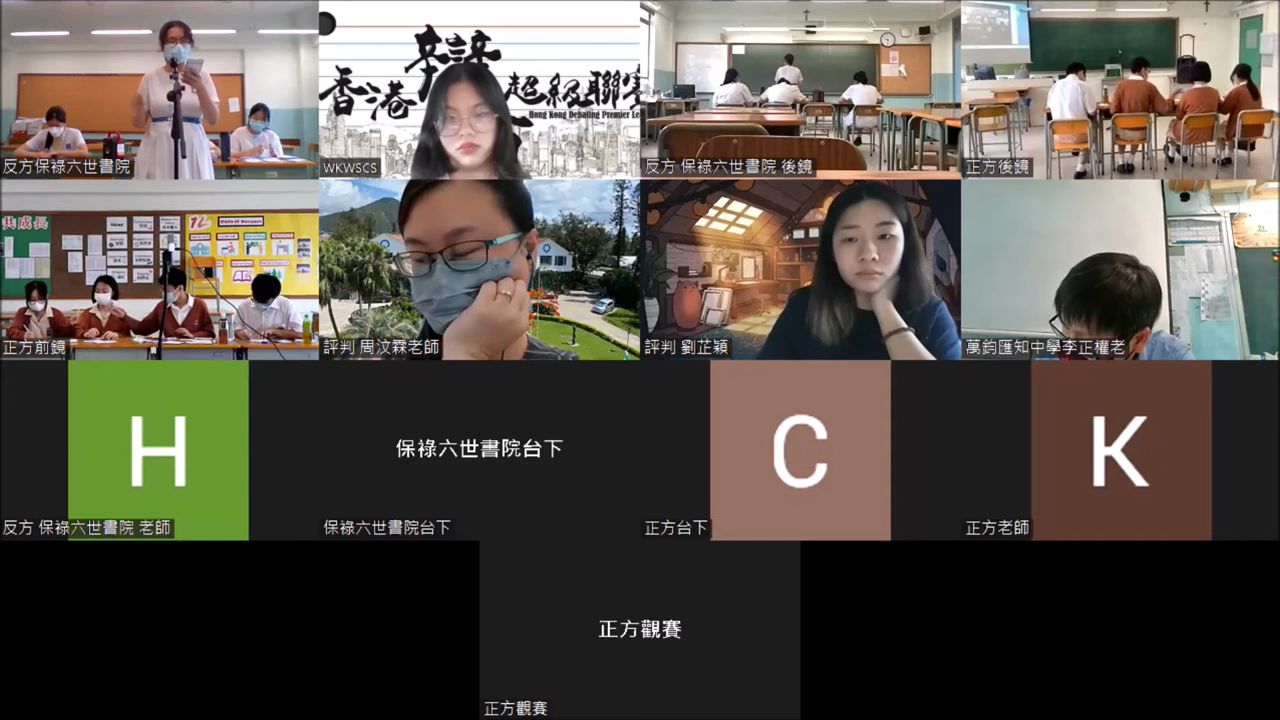 反方保祿六世書院
香港辯論超級聯賽
Hong Kong Debating Premier Le
WKWSCS
反方 保祿六世書院 後鏡
正方後鏡
共成長
正方前鏡
評判 周汶霖老師
評判 劉芷穎
萬鈞匯知中學李正權老
H
反方 保祿六世書院 老師
保祿六世書院台下
保祿六世書院台下
C
正方台下
K
正方老師
正方觀賽
正方觀賽